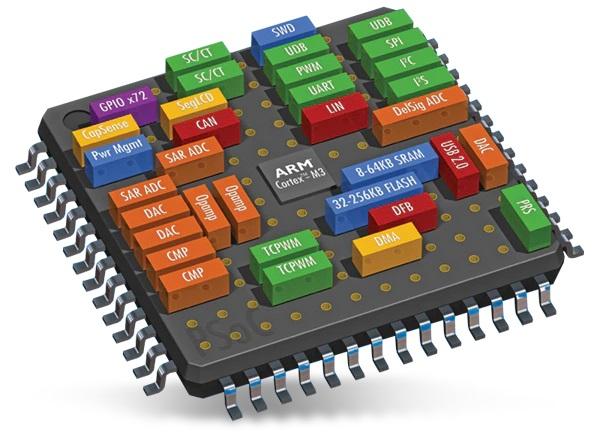 SWD
UDB
SC/CT
UDB
SPI
SC/CT
PWM
I²C
GPIO x72
SegLCD
UART
I²S
CapSense
CAN
LIN
DelSig ADC
Pwr Mgmt
SAR ADC
ARM
Cortex™ M3
8-64KB SRAM
USB 2.0
DAC
SAR ADC
Opamp
Opamp
32-256KB FLASH
DAC
DFB
PRS
DAC
TCPWM
DMA
CMP
TCPWM
CMP
PSoC